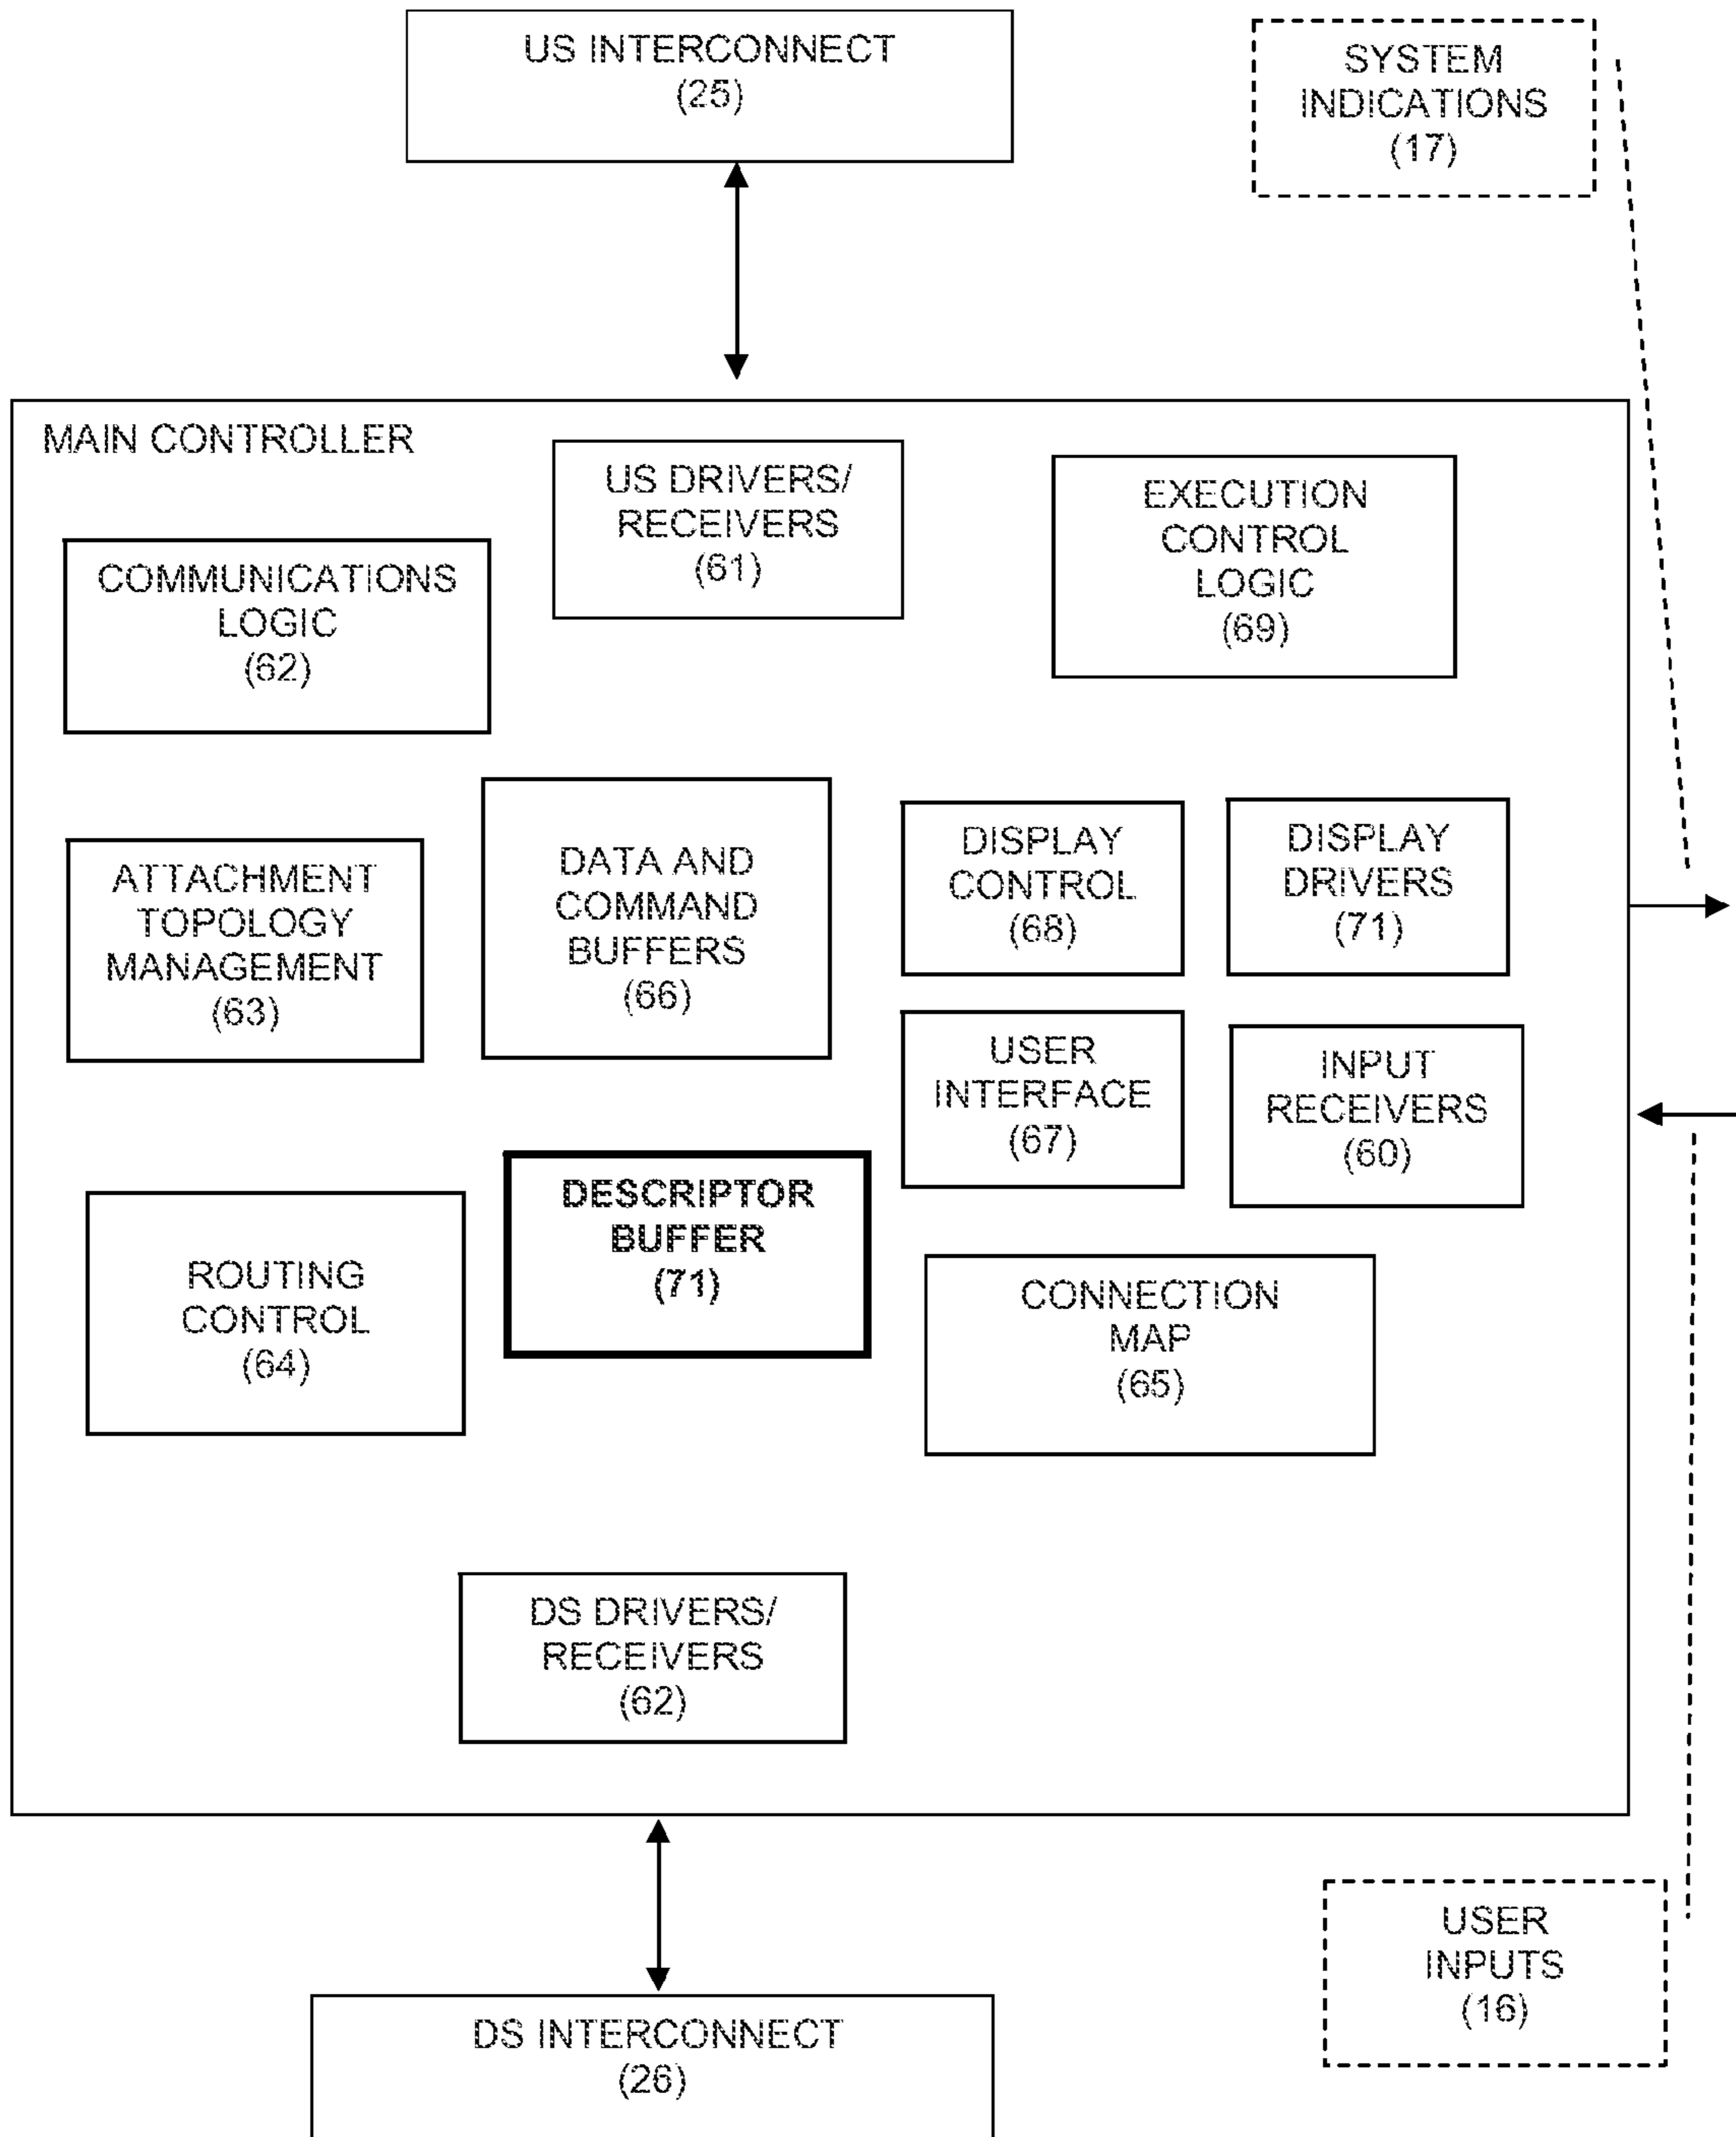 US INTERCONNECT
(25)
SYSTEM
INDICATIONS
(17)
MAIN CONTROLLER
US DRIVERS/
RECEIVERS
(61)
EXECUTION
CONTROL
LOGIC
(69)
COMMUNICATIONS
LOGIC
(62)
ATTACHMENT
TOPOLOGY
MANAGEMENT
(63)
DATA AND
COMMAND
BUFFERS
(66)
DISPLAY
CONTROL
(68)
DISPLAY
DRIVERS
(71)
USER
INTERFACE
(67)
INPUT
RECEIVERS
(60)
ROUTING
CONTROL
(64)
DESCRIPTOR
BUFFER
(71)
CONNECTION
MAP
(65)
DS DRIVERS/
RECEIVERS
(62)
USER
INPUTS
(16)
DS INTERCONNECT
(26)